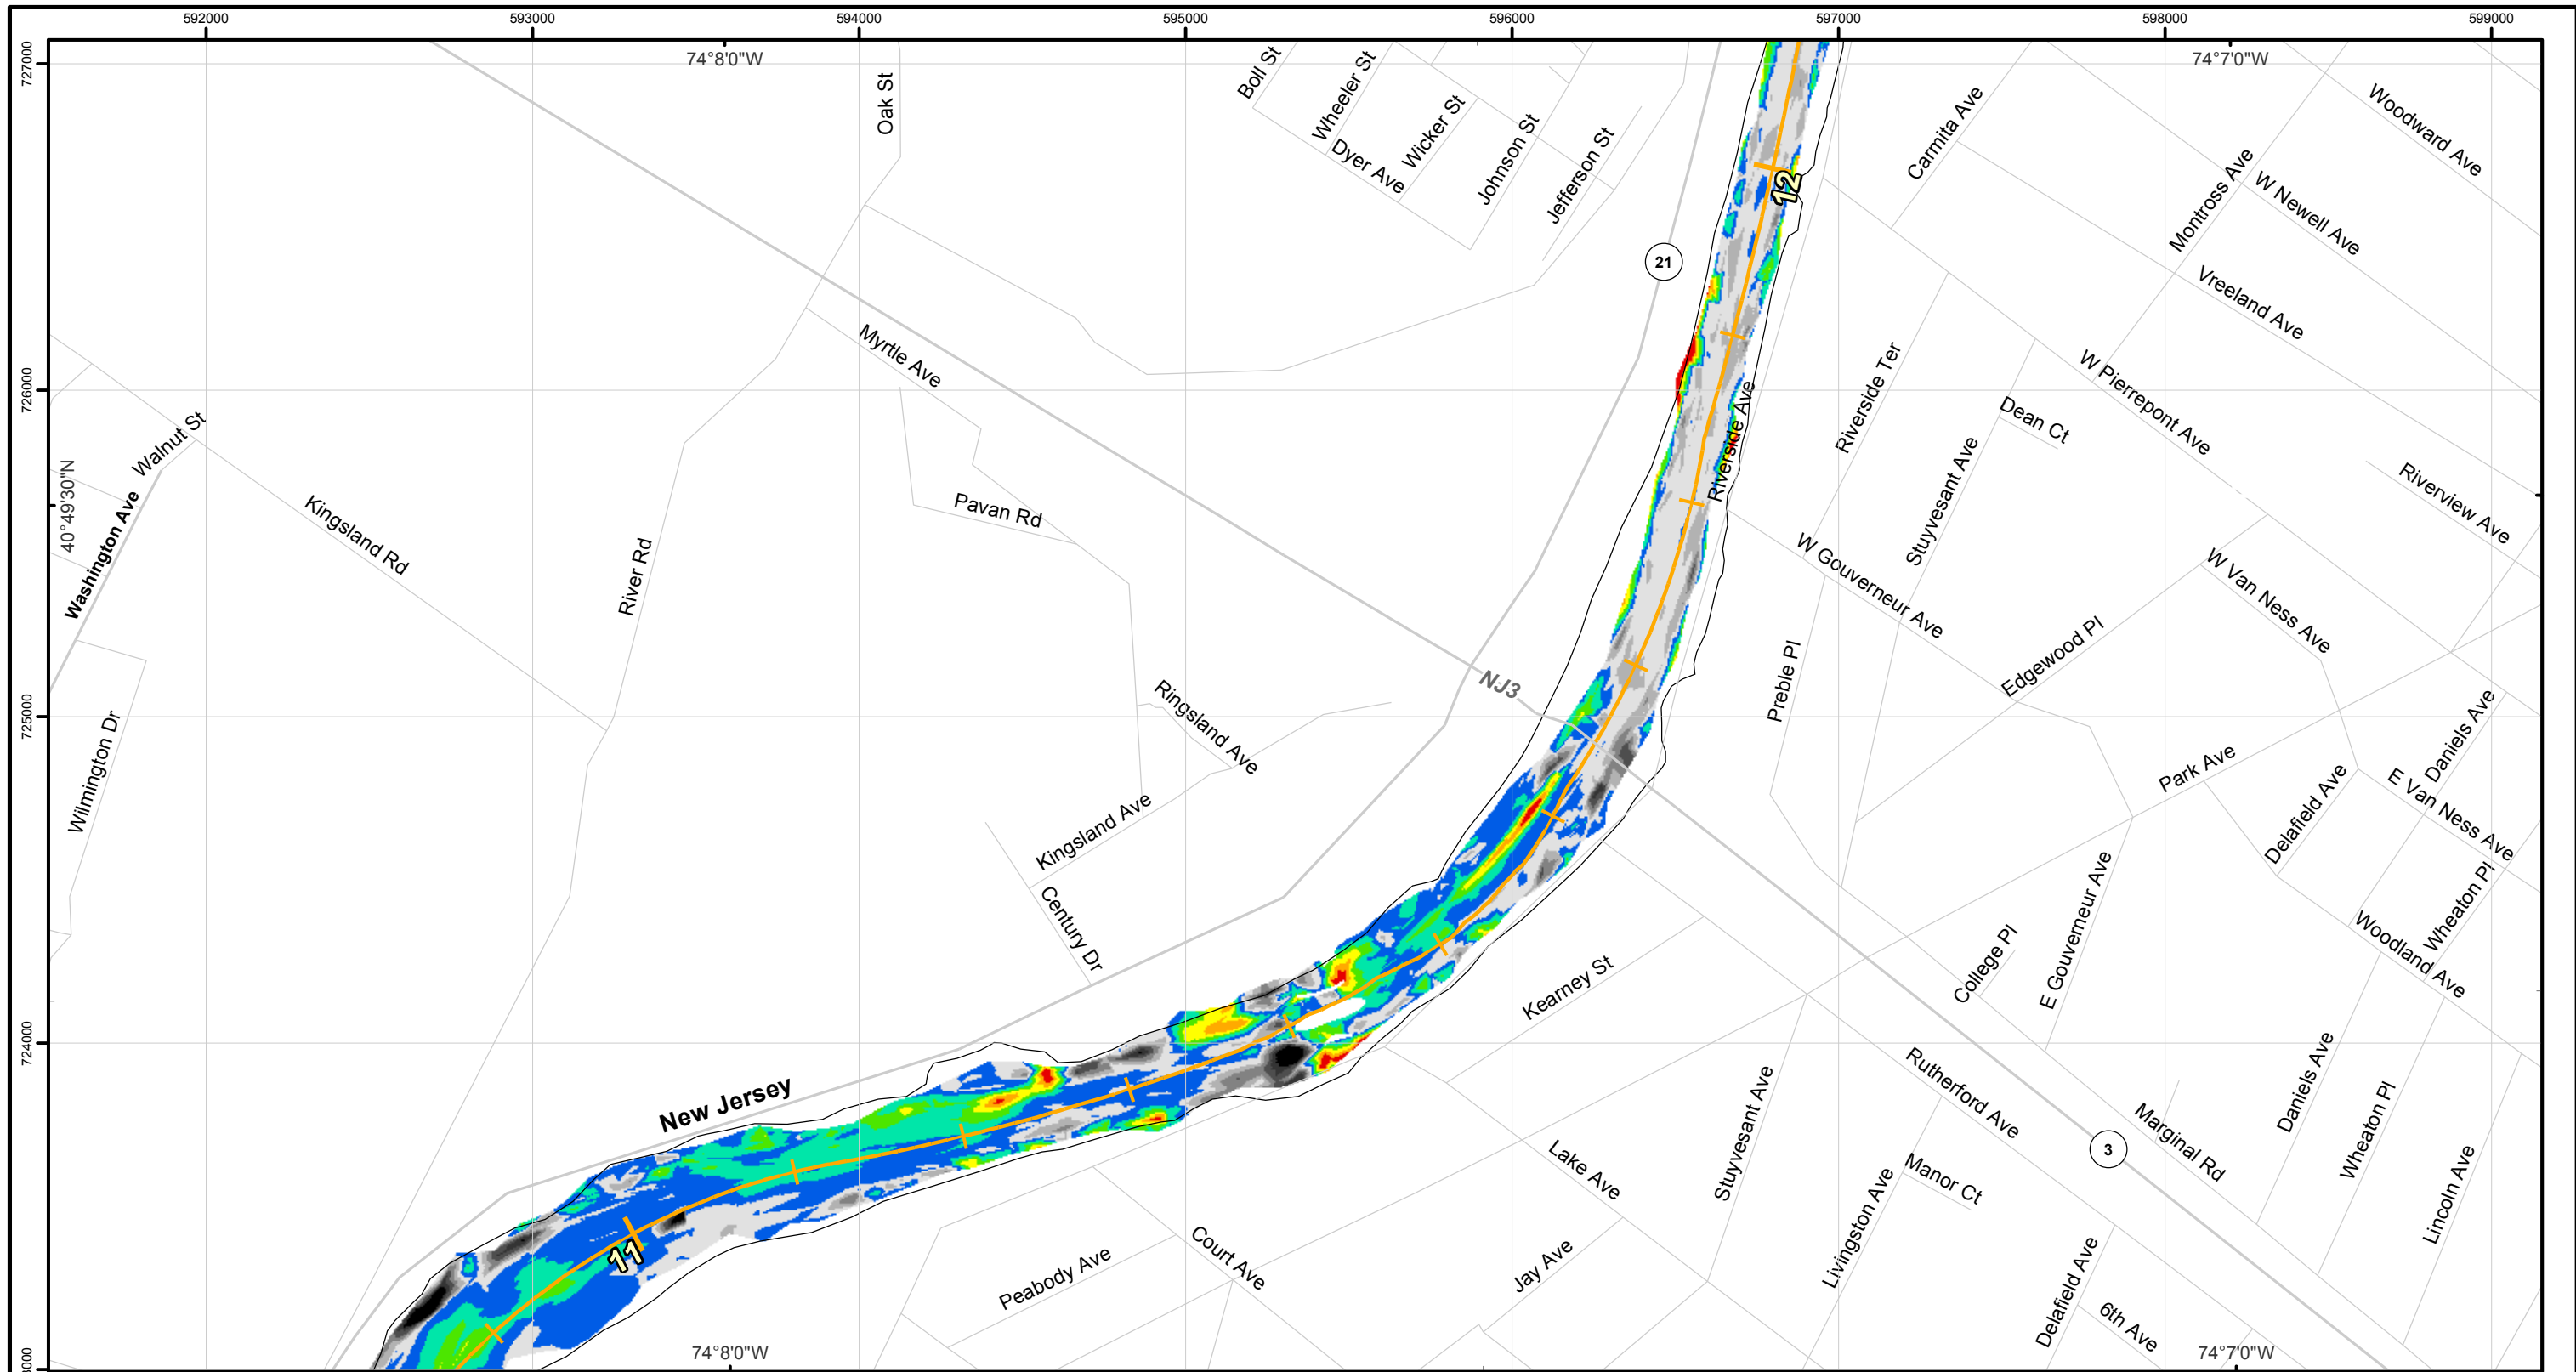 592000
593000
594000
595000
596000
597000
598000
599000
74°8'0"W
74°7'0"W
727000
726000
725000
724000
40°49'30"N
Boll St
Wheeler St
Wicker St
Dyer Ave
Johnson St
Jefferson St
Oak St
Carmita Ave
Woodward Ave
Montross Ave
W Newell Ave
Vreeland Ave
12
21
Myrtle Ave
Riverside Ter
W Pierrepont Ave
Dean Ct
Riverside Ave
Stuyvesant Ave
Riverview Ave
Walnut St
Washington Ave
Kingsland Rd
River Rd
Pavan Rd
W Gouverneur Ave
W Van Ness Ave
Edgewood Pl
Preble Pl
NJ3
Ringsland Ave
Wilmington Dr
Kingsland Ave
Century Dr
Park Ave
Daniels Ave
Delafield Ave
E Van Ness Ave
Wheaton Pl
Woodland Ave
E Gouverneur Ave
College Pl
Kearney St
New Jersey
Rutherford Ave
Daniels Ave
Marginal Rd
3
Wheaton Pl
Lincoln Ave
Stuyvesant Ave
Lake Ave
Manor Ct
Livingston Ave
11
Peabody Ave
Court Ave
Jay Ave
Delafield Ave
6th Ave
74°8'0"W
74°7'0"W